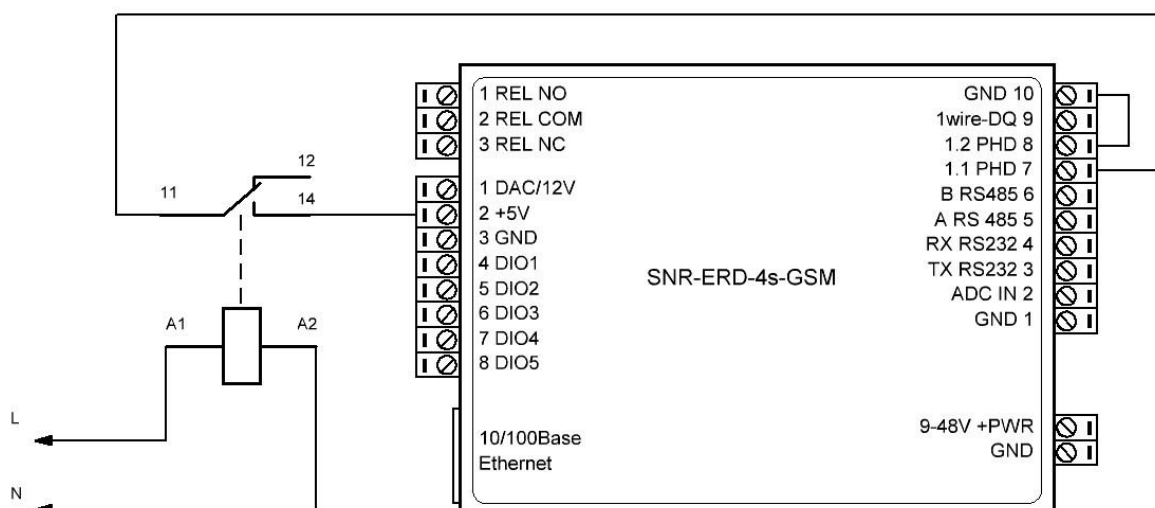 1 REL NO
2 REL COM
3 REL NC
1 DAC/12V
2 +5V
3 GND
4 DIO1
5 DIO2
6 DIO3
7 DIO4
8 DIO5
10/100Base
Ethernet
SNR-ERD-4s-GSM
GND 10
1wire-DQ 9
1.2 PHD 8
1.1 PHD 7
B RS485 6
A RS 485 5
RX RS232 4
TX RS232 3
ADC IN 2
GND 1
9-48V +PWR
GND
12
11
14
A1
A2
L
N